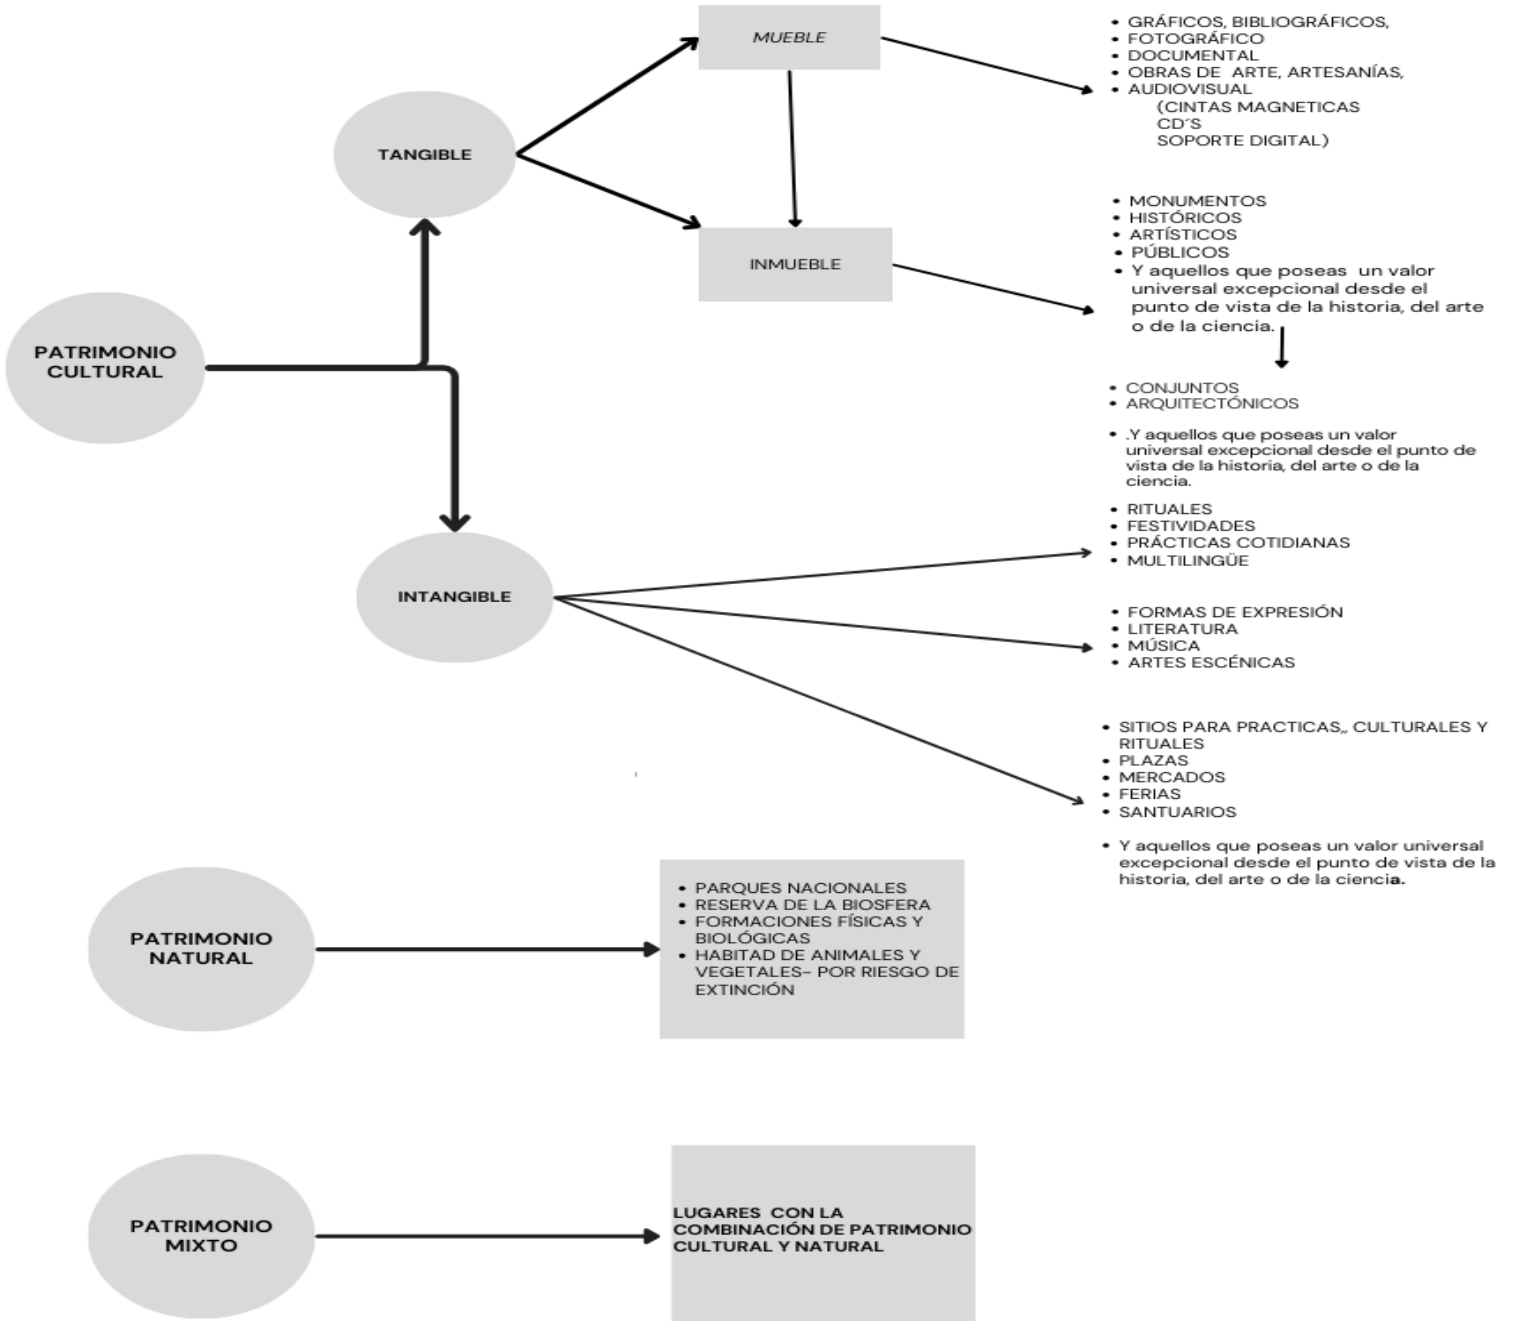 MUEBLE
• GRÁFICOS, BIBLIOGRÁFICOS,
• FOTOGRÁFICO
• DOCUMENTAL
• OBRAS DE ARTE, ARTESANÍAS,
• AUDIOVISUAL
(CINTAS MAGNETICAS
CD´S
SOPORTE DIGITAL)
TANGIBLE
INMUEBLE
• MONUMENTOS
• HISTÓRICOS
• ARTÍSTICOS
• PÚBLICOS
• Y aquellos que poseas un valor
universal excepcional desde el
punto de vista de la historia, del arte
o de la ciencia.
PATRIMONIO
CULTURAL
• CONJUNTOS
• ARQUITECTÓNICOS
• .Y aquellos que poseas un valor
universal excepcional desde el punto de
vista de la historia, del arte o de la
ciencia.
INTANGIBLE
• RITUALES
• FESTIVIDADES
• PRÁCTICAS COTIDIANAS
• MULTILINGÜE
• FORMAS DE EXPRESIÓN
• LITERATURA
• MÚSICA
• ARTES ESCÉNICAS
• SITIOS PARA PRACTICAS,, CULTURALES Y
RITUALES
• PLAZAS
• MERCADOS
• FERIAS
• SANTUARIOS
• Y aquellos que poseas un valor universal
excepcional desde el punto de vista de la
historia, del arte o de la ciencia.
PATRIMONIO
NATURAL
• PARQUES NACIONALES
• RESERVA DE LA BIOSFERA
• FORMACIONES FÍSICAS Y
BIOLÓGICAS
• HABITAD DE ANIMALES Y
VEGETALES- POR RIESGO DE
EXTINCIÓN
PATRIMONIO
MIXTO
LUGARES CON LA
COMBINACIÓN DE PATRIMONIO
CULTURAL Y NATURAL